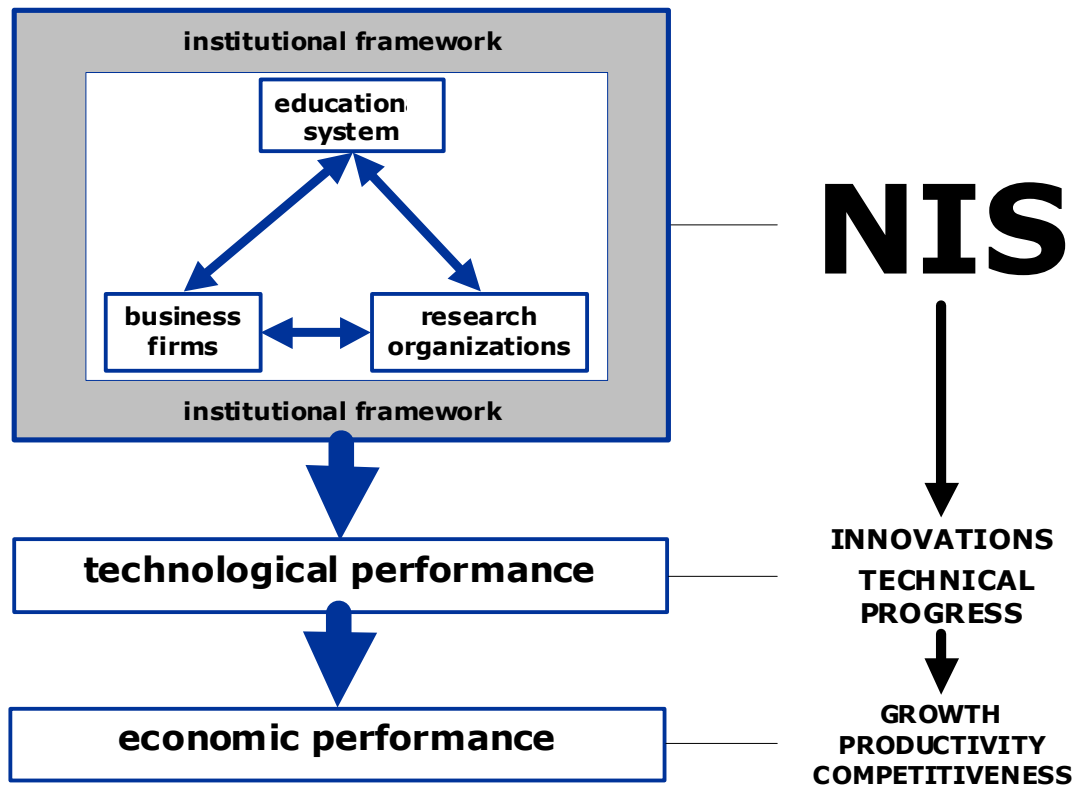 institutional framework
education
system
business
firms
research
organizations
institutional framework
NIS
technological performance
INNOVATIONS
TECHNICAL
PROGRESS
economic performance
GROWTH
PRODUCTIVITY
COMPETITIVENESS